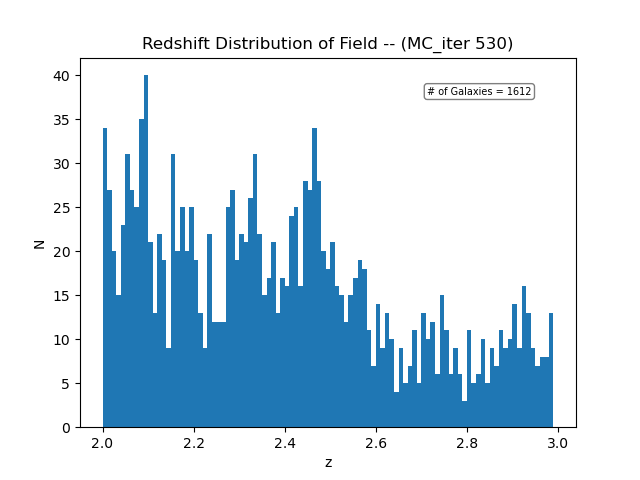 Redshift Distribution of Field -- (MC_iter 530)
# of Galaxies = 1612
40
35
30
25
20
15
10
5
0
N
2.0 2.2 2.4 2.6 2.8 3.0
z